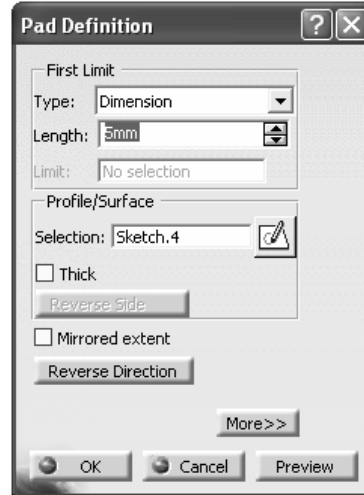 Pad Definition
First Limit
Type: Dimension
Length: 5mm
Limit: No selection
Profile/Surface
Selection: Sketch.4
Thick
Reverse Side
Mirrored extent
Reverse Direction
More>>
OK Cancel Preview